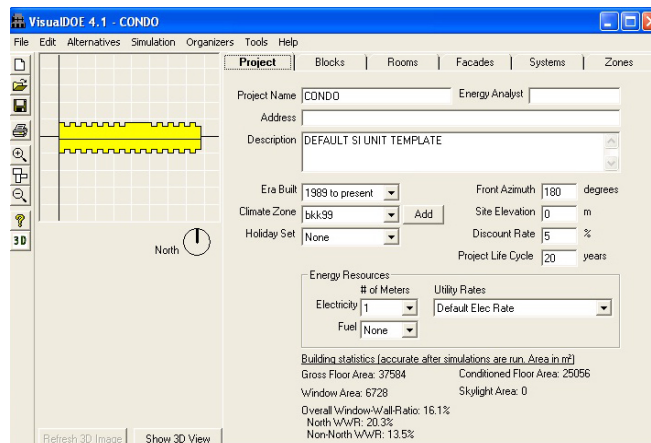 VisualDOE 4.1 - CONDO
File Edit Alternatives Simulation Organizers Tools Help
Project Blocks Rooms Facades Systems Zones
Project Name CONDO Energy Analyst
Address
Description DEFAULT SI UNIT TEMPLATE
Era Built 1989 to present Front Azimuth 180 degrees
Climate Zone bkk99 Add Site Elevation 0 m
Holiday Set None Discount Rate 5 %
Project Life Cycle 20 years
North
Energy Resources
# of Meters Utility Rates
Electricity 1 Default Elec Rate
Fuel None
Building statistics (accurate after simulations are run. Area in m²)
Gross Floor Area: 37584 Conditioned Floor Area: 25056
Window Area: 6728 Skylight Area: 0
Overall Window-Wall-Ratio: 16.1%
North WWR: 20.3%
Non-North WWR: 13.5%
Refresh 3D Image Show 3D View
3D